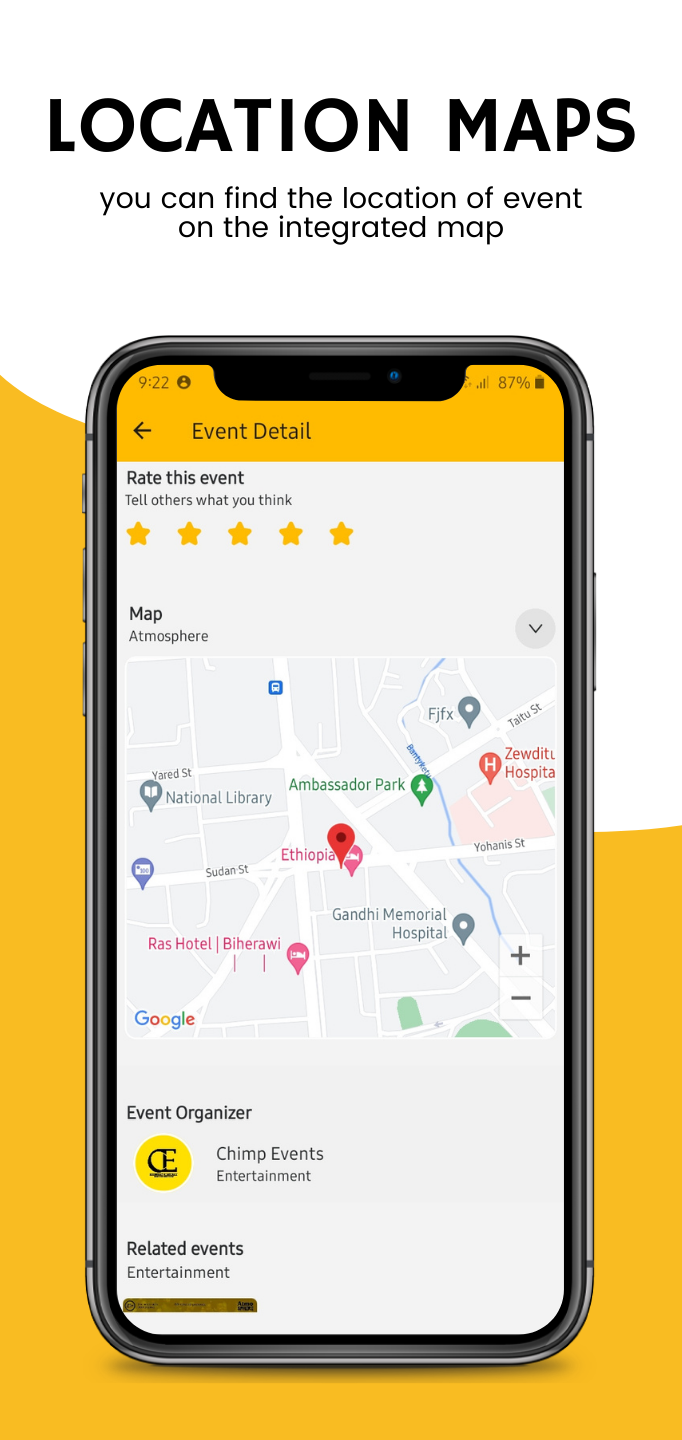 LOCATION MAPS
you can find the location of event
on the integrated map
9:22
87%
Event Detail
Rate this event
Tell others what you think
Map
Atmosphere
Fjfx
Taitu St
Zewditu
Hospita
Yared St
National Library
Ambassador Park
Ethiopia
Yohanis St
Sudan St
Gandhi Memorial
Hospital
Ras Hotel | Biherawi
Google
Event Organizer
CE
Chimp Events
Entertainment
Related events
Entertainment